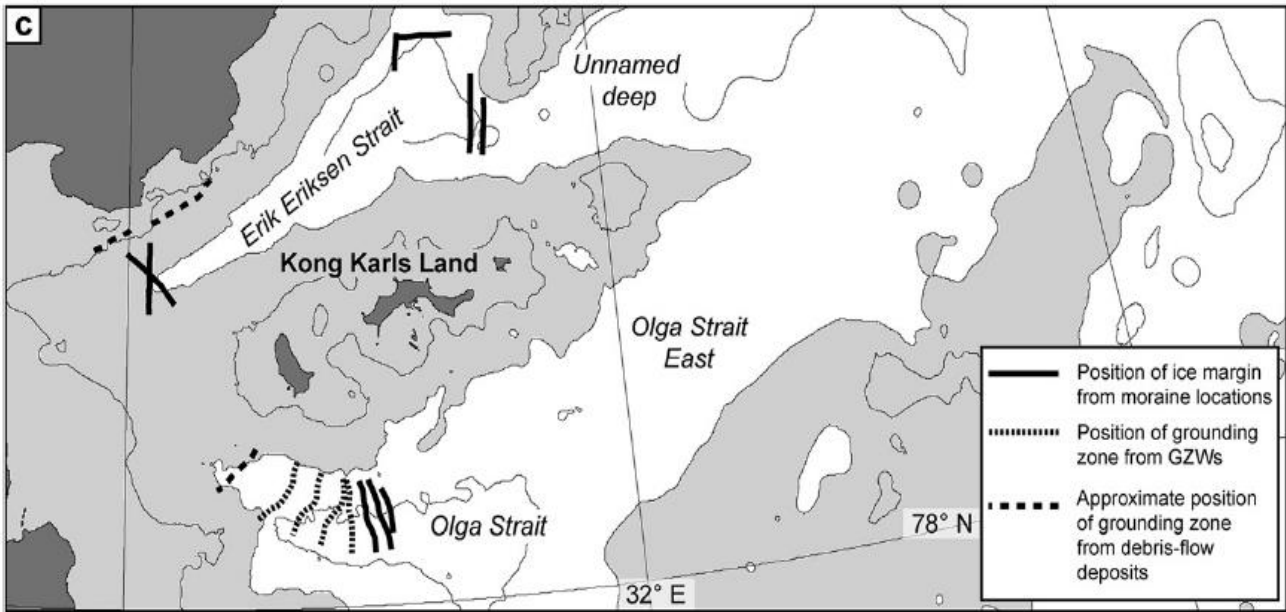 c
Unnamed
deep
Erik Eriksen Strait
Kong Karls Land
Olga Strait
East
Olga Strait
78° N
32° E
Position of ice margin
from moraine locations
Position of grounding
zone from GZWs
Approximate position
of grounding zone
from debris-flow
deposits